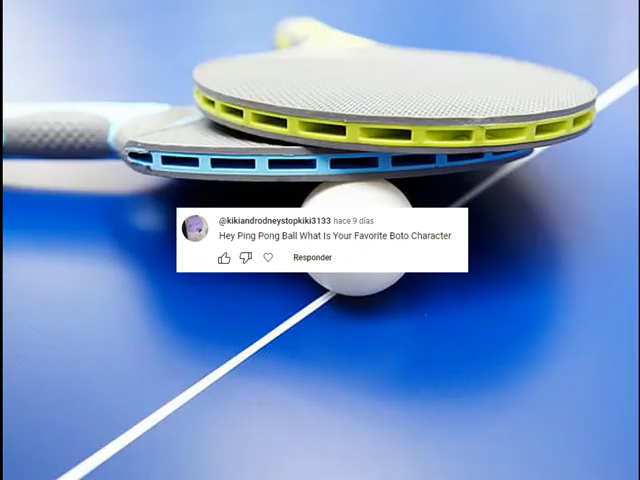 @kikiandrodneystopkiki3133 hace 9 días
Hey Ping Pong Ball What Is Your Favorite Boto Character
Responder